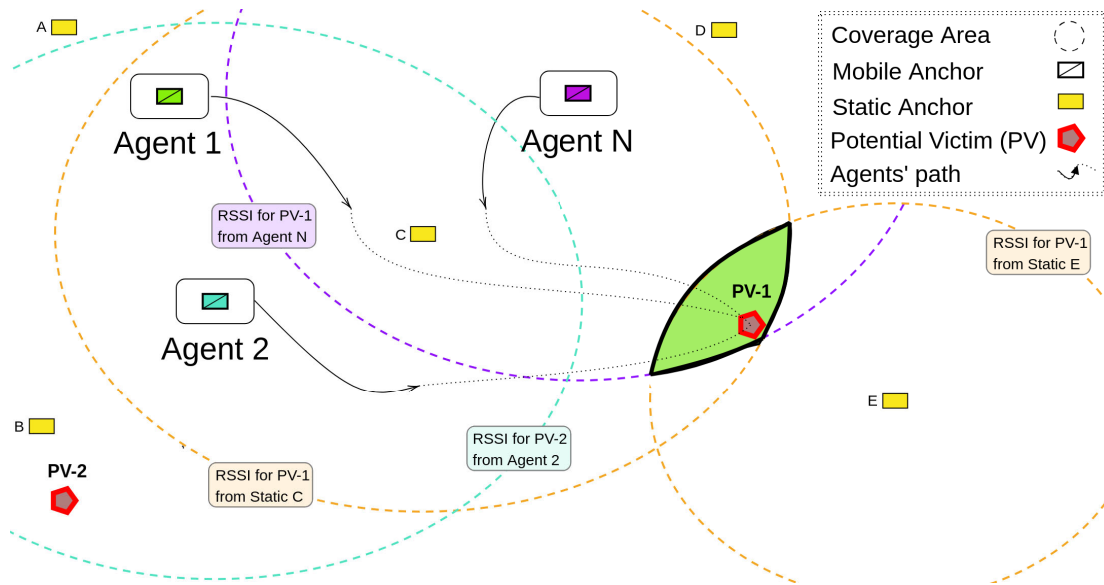 A
D
Coverage Area
Mobile Anchor
Static Anchor
Potential Victim (PV)
Agents' path
Agent 1
Agent N
RSSI for PV-1
from Agent N
C
RSSI for PV-1
from Static E
PV-1
Agent 2
E
B
RSSI for PV-2
from Agent 2
PV-2
RSSI for PV-1
from Static C